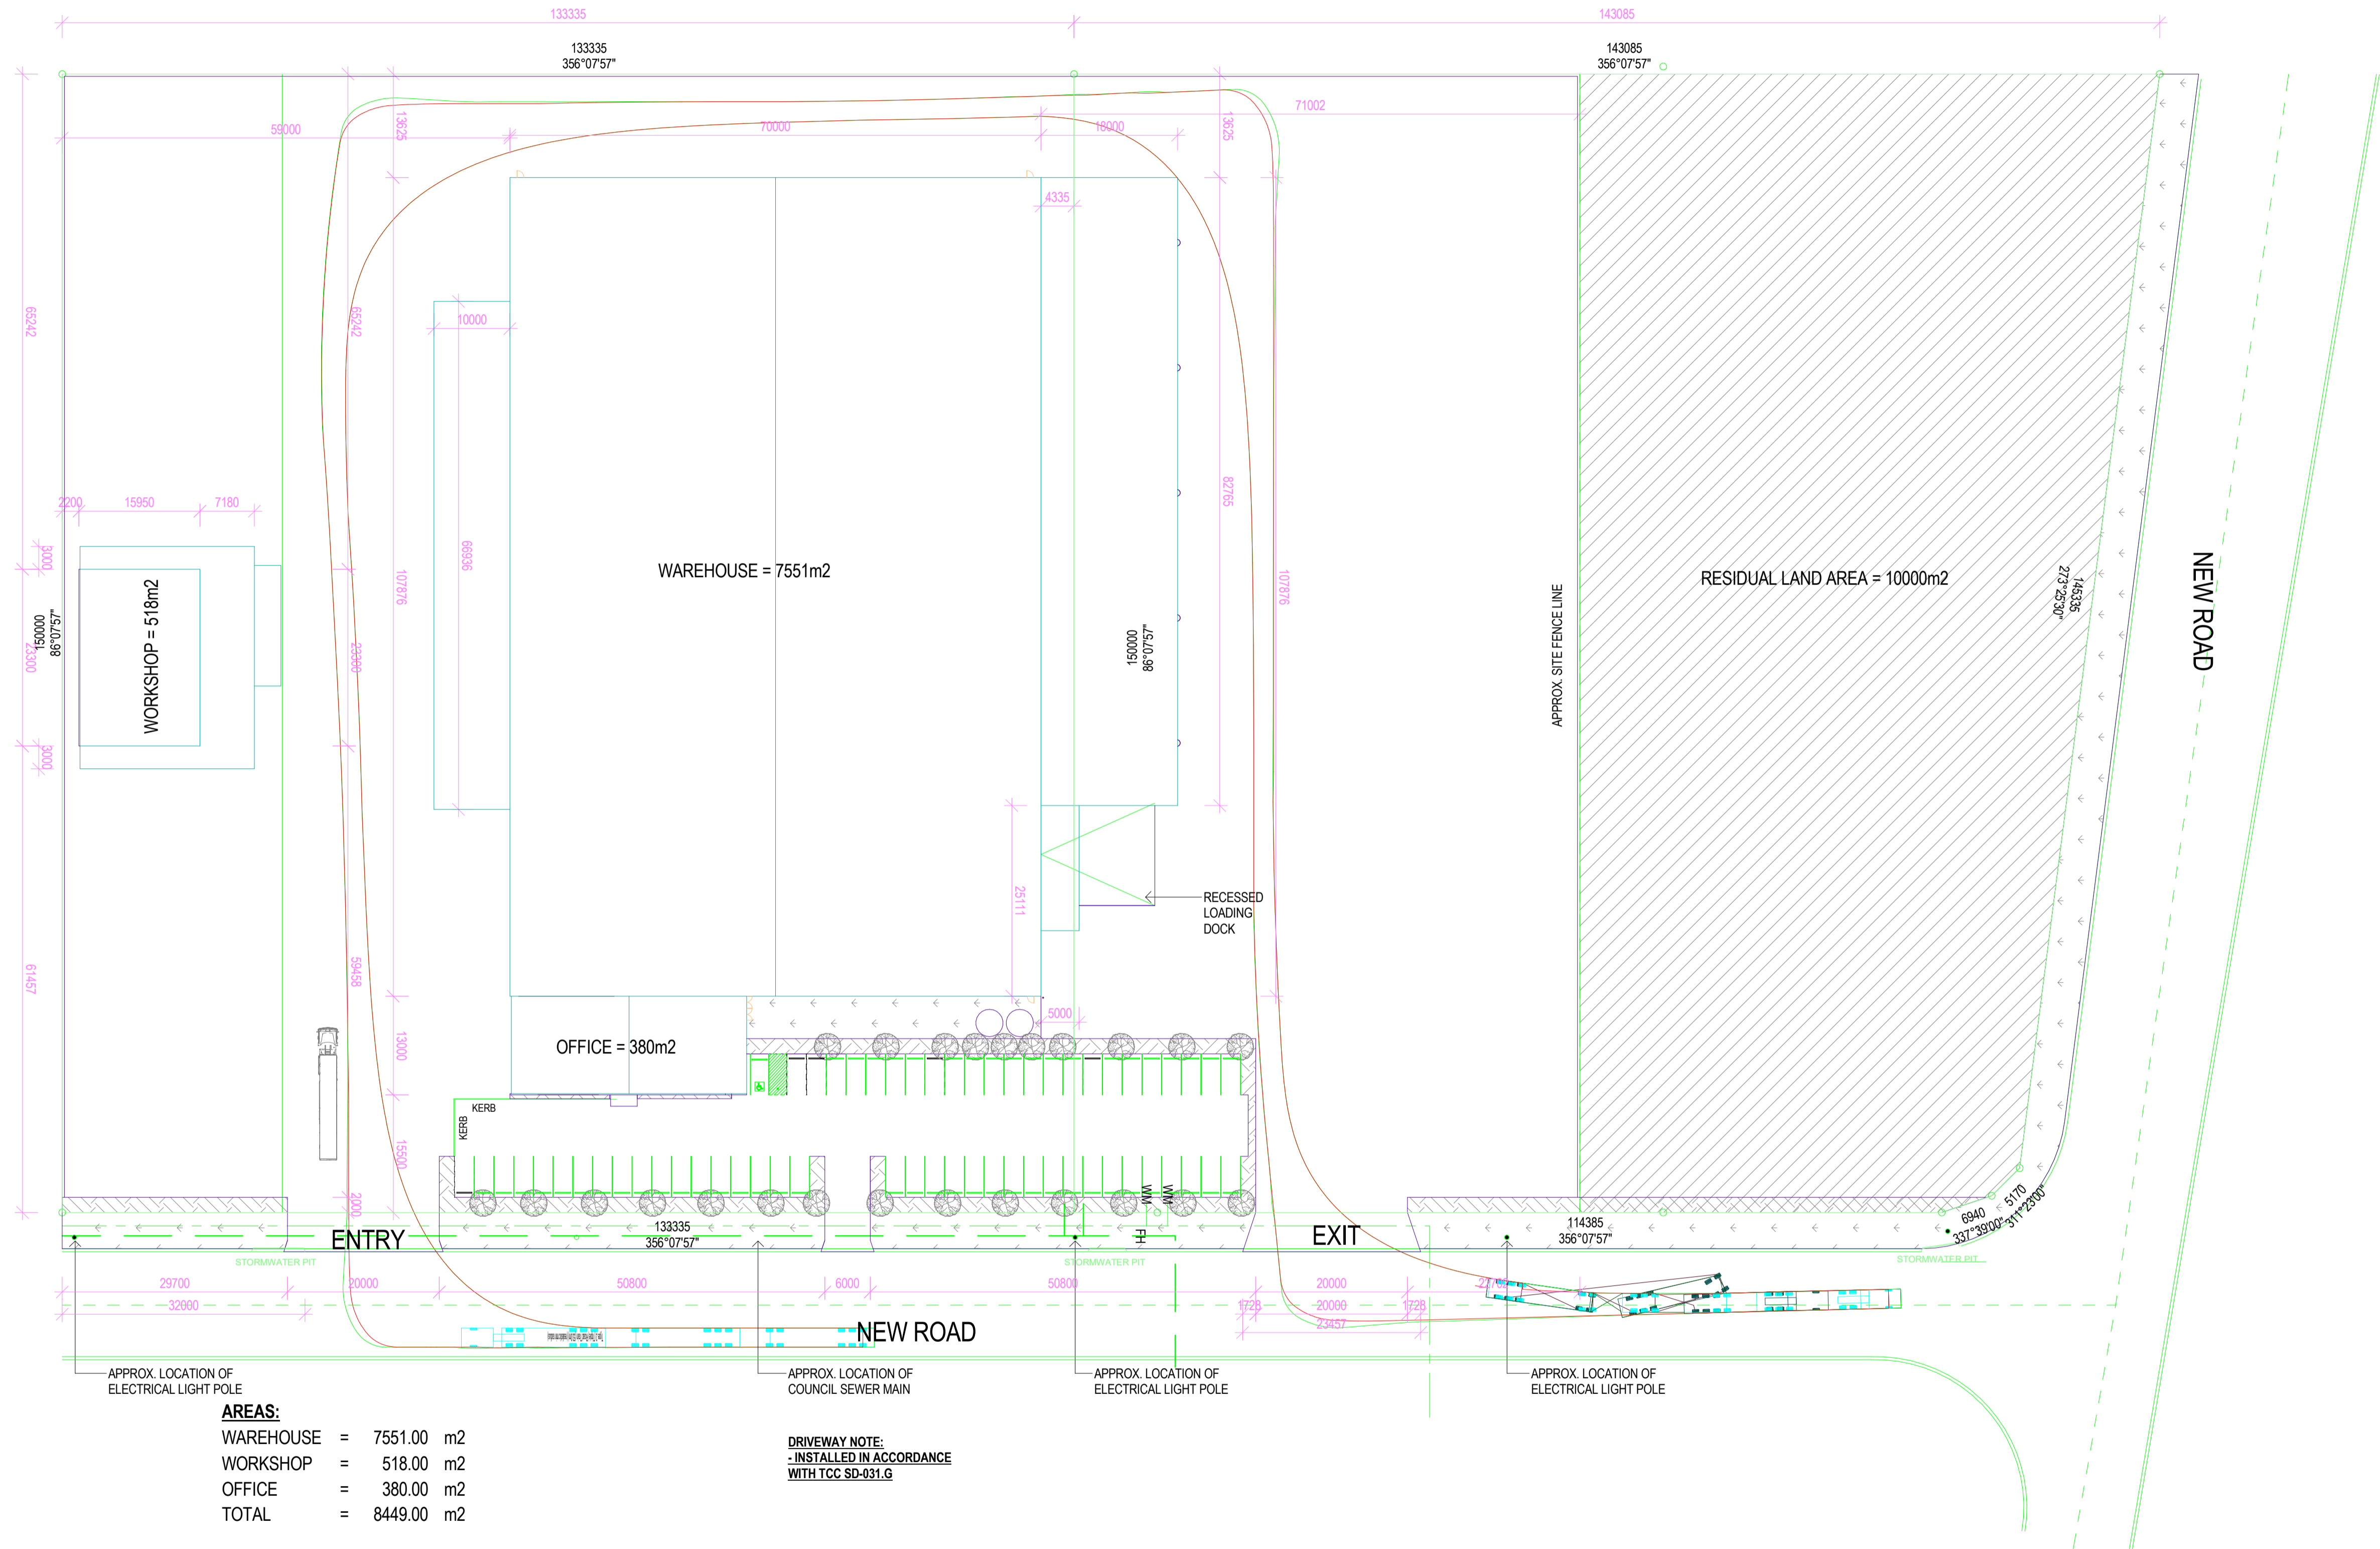 133335
143085
133335
356°07'57"
143085
356°07'57"
59000
13625
70000
18000
13625
71002
4335
65242
65242
10000
2200
15950
7180
82765
66936
3000
107876
107876
WAREHOUSE = 7551m2
RESIDUAL LAND AREA = 10000m2
WORKSHOP = 518m2
150000
86°07'57"
23300
23300
150000
86°07'57"
APPROX. SITE FENCE LINE
145335
273°25'30"
NEW ROAD
3000
25111
RECESSED
LOADING
DOCK
61457
59458
5000
13000
OFFICE = 380m2
KERB
KERB
15500
2000
WM
WM
FH
ENTRY
133335
356°07'57"
EXIT
114385
356°07'57"
6940
337°39'00"
5170
311°23'00"
STORMWATER PIT
STORMWATER PIT
STORMWATER PIT
29700
20000
50800
6000
50800
20000
32000
1728
20000
1728
23457
NEW ROAD
APPROX. LOCATION OF
ELECTRICAL LIGHT POLE
APPROX. LOCATION OF
COUNCIL SEWER MAIN
APPROX. LOCATION OF
ELECTRICAL LIGHT POLE
APPROX. LOCATION OF
ELECTRICAL LIGHT POLE
AREAS:
WAREHOUSE = 7551.00 m2
WORKSHOP = 518.00 m2
OFFICE = 380.00 m2
TOTAL = 8449.00 m2
DRIVEWAY NOTE:
- INSTALLED IN ACCORDANCE
WITH TCC SD-031.G